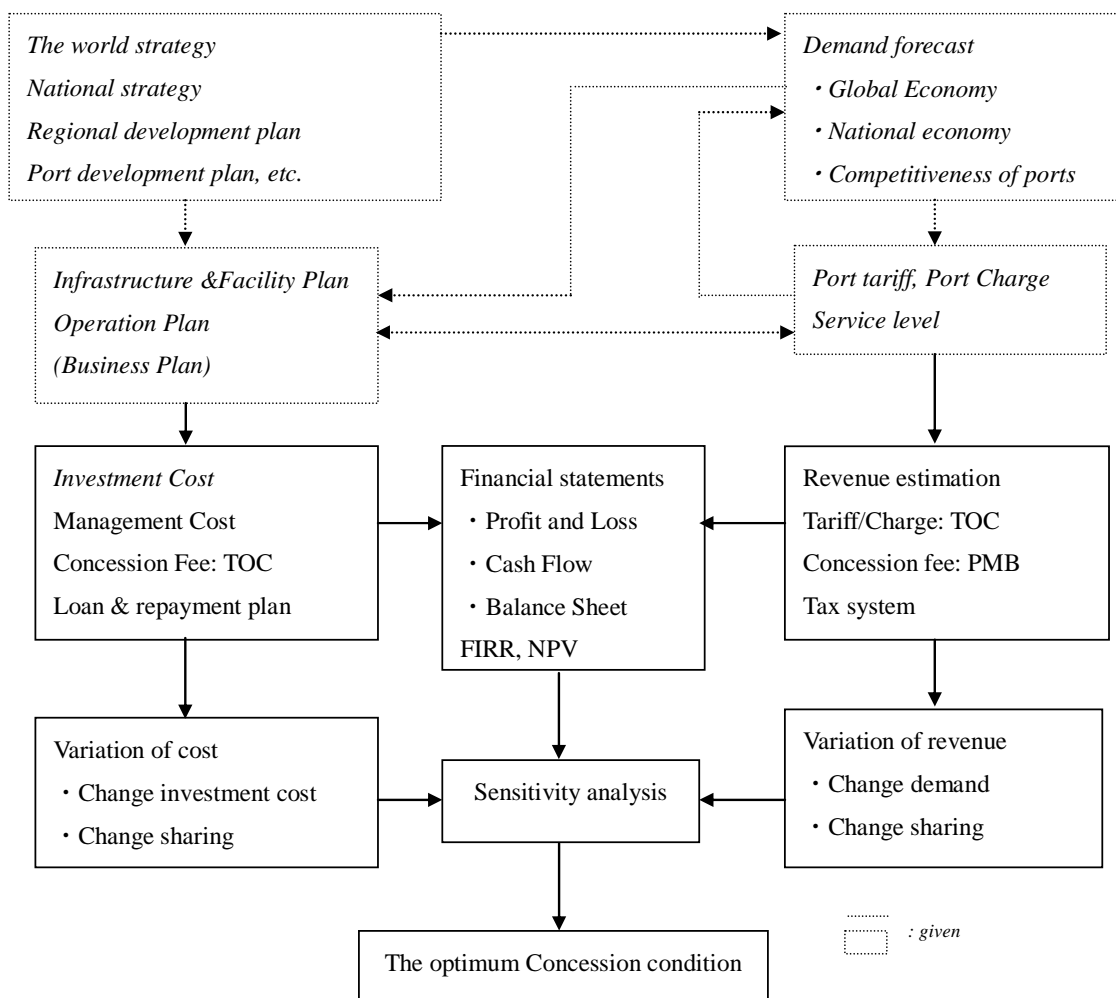 The world strategy
National strategy
Regional development plan
Port development plan, etc.
Demand forecast
・Global Economy
・National economy
・Competitiveness of ports
Infrastructure &Facility Plan
Operation Plan
(Business Plan)
Port tariff, Port Charge
Service level
Investment Cost
Management Cost
Concession Fee: TOC
Loan & repayment plan
Financial statements
・Profit and Loss
・Cash Flow
・Balance Sheet
FIRR, NPV
Revenue estimation
Tariff/Charge: TOC
Concession fee: PMB
Tax system
Variation of cost
・Change investment cost
・Change sharing
Sensitivity analysis
Variation of revenue
・Change demand
・Change sharing
: given
The optimum Concession condition